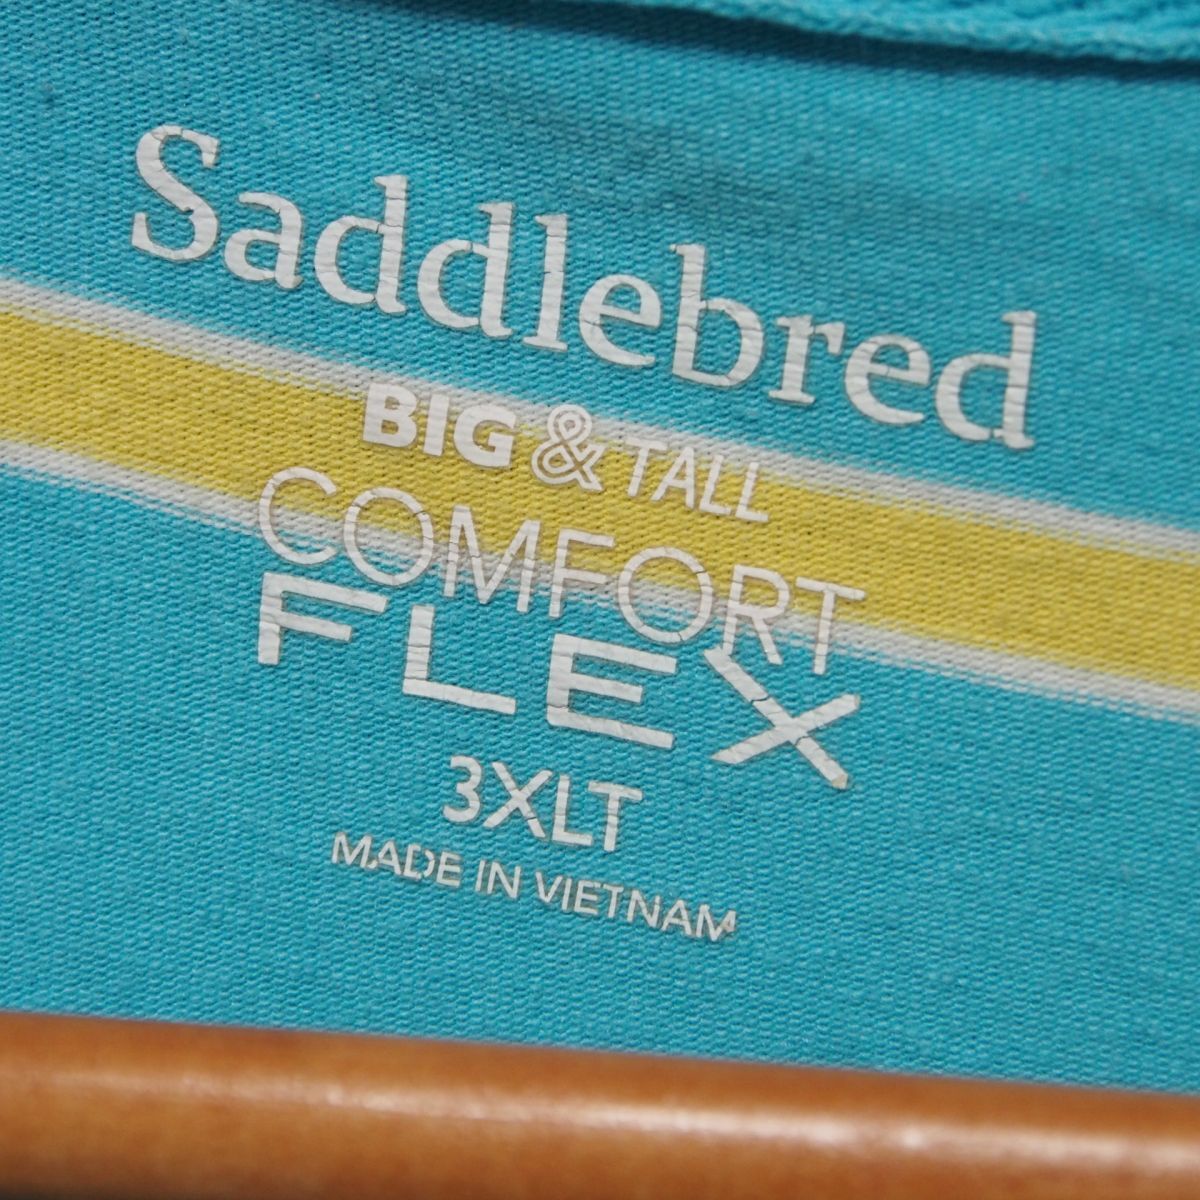 Saddlebred
BIG & TALL
COMFORT
FLEX
3XLT
MADE IN VIETNAM